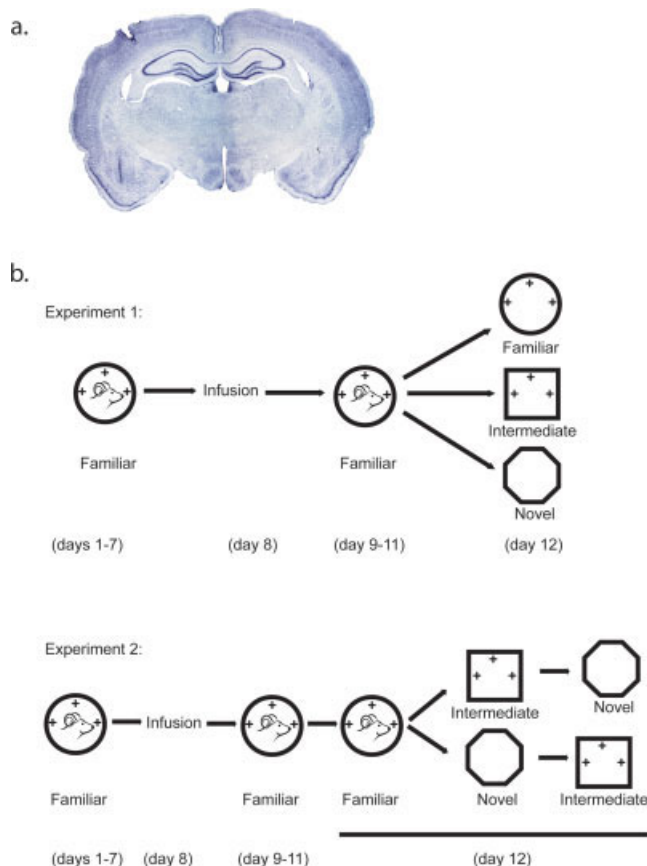 a.
b.
Experiment 1:
Familiar
Infusion
Intermediate
Familiar
Familiar
Novel
(days 1-7)
(day 8)
(day 9-11)
(day 12)
Experiment 2:
Infusion
Intermediate
Novel
Familiar
Familiar
Familiar
Novel
Intermediate
(days 1-7)
(day 8)
(day 9-11)
(day 12)